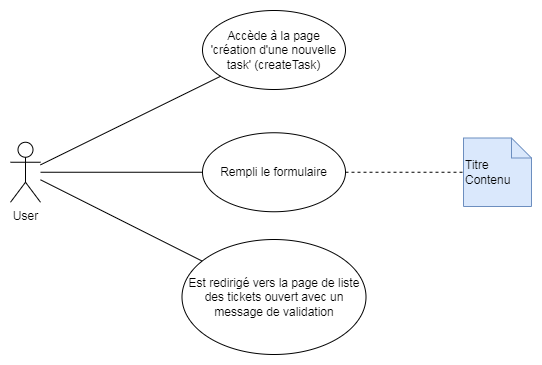 Accède à la page
'création d'une nouvelle
task' (createTask)
User
Rempli le formulaire
Titre
Contenu
Est redirigé vers la page de liste
des tickets ouvert avec un
message de validation